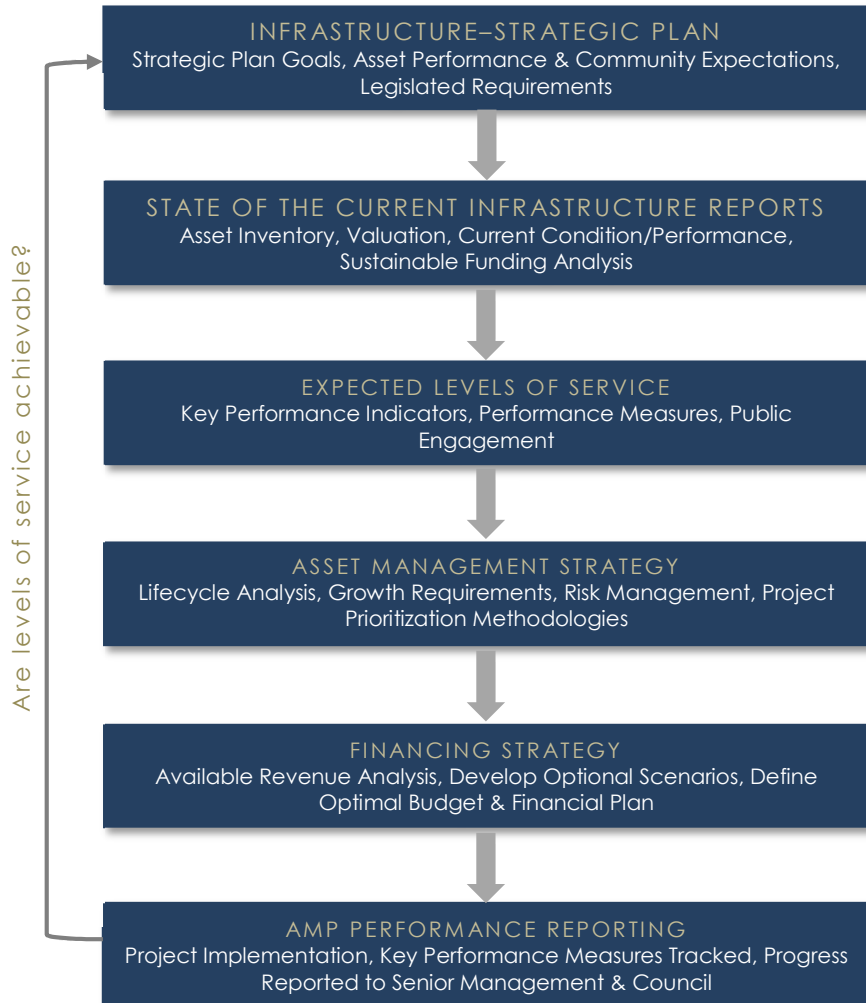 INFRASTRUCTURE–STRATEGIC PLAN
Strategic Plan Goals, Asset Performance & Community Expectations,
Legislated Requirements
STATE OF THE CURRENT INFRASTRUCTURE REPORTS
Asset Inventory, Valuation, Current Condition/Performance,
Sustainable Funding Analysis
EXPECTED LEVELS OF SERVICE
Key Performance Indicators, Performance Measures, Public
Engagement
ASSET MANAGEMENT STRATEGY
Lifecycle Analysis, Growth Requirements, Risk Management, Project
Prioritization Methodologies
FINANCING STRATEGY
Available Revenue Analysis, Develop Optional Scenarios, Define
Optimal Budget & Financial Plan
AMP PERFORMANCE REPORTING
Project Implementation, Key Performance Measures Tracked, Progress
Reported to Senior Management & Council
Are levels of service achievable?